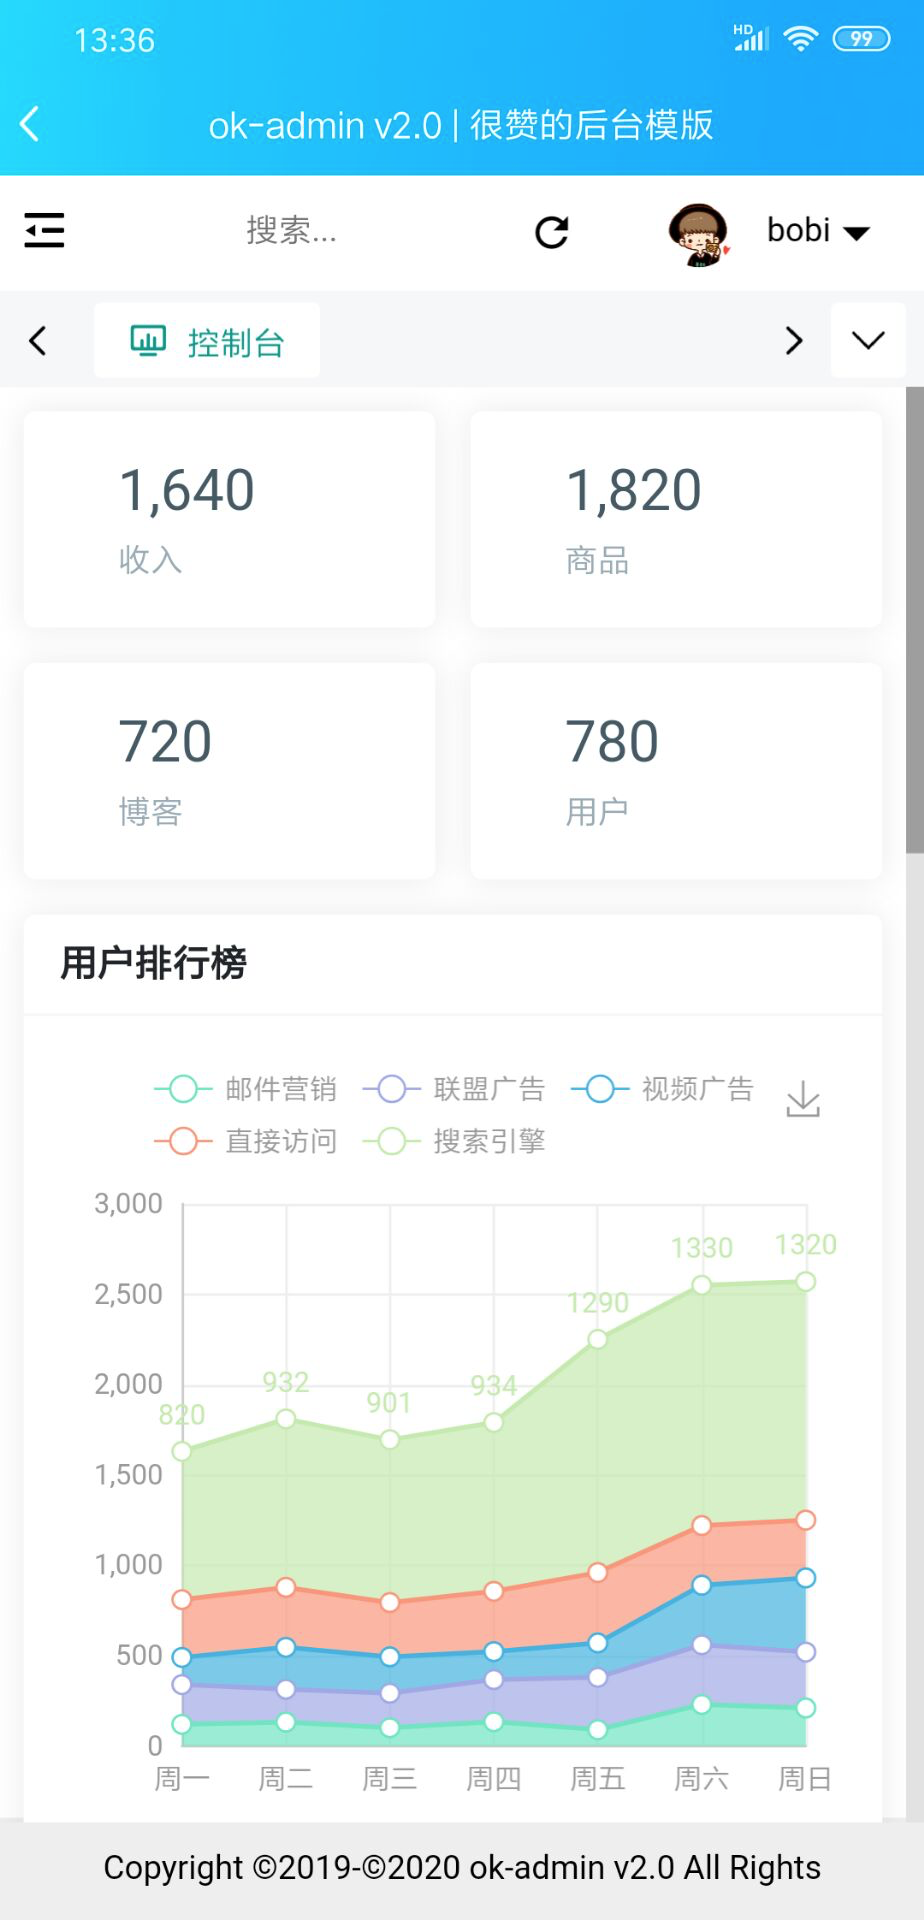 13:36
HD
99
ok-admin v2.0 | 很赞的后台模版
搜索...
bobi
控制台
1,640
收入
1,820
商品
720
博客
780
用户
用户排行榜
邮件营销 联盟广告 视频广告
直接访问 搜索引擎
3,000
2,500
2,000
1,500
1,000
500
0
820 932 901 934 1290 1330 1320
周一 周二 周三 周四 周五 周六 周日
Copyright ©2019-©2020 ok-admin v2.0 All Rights